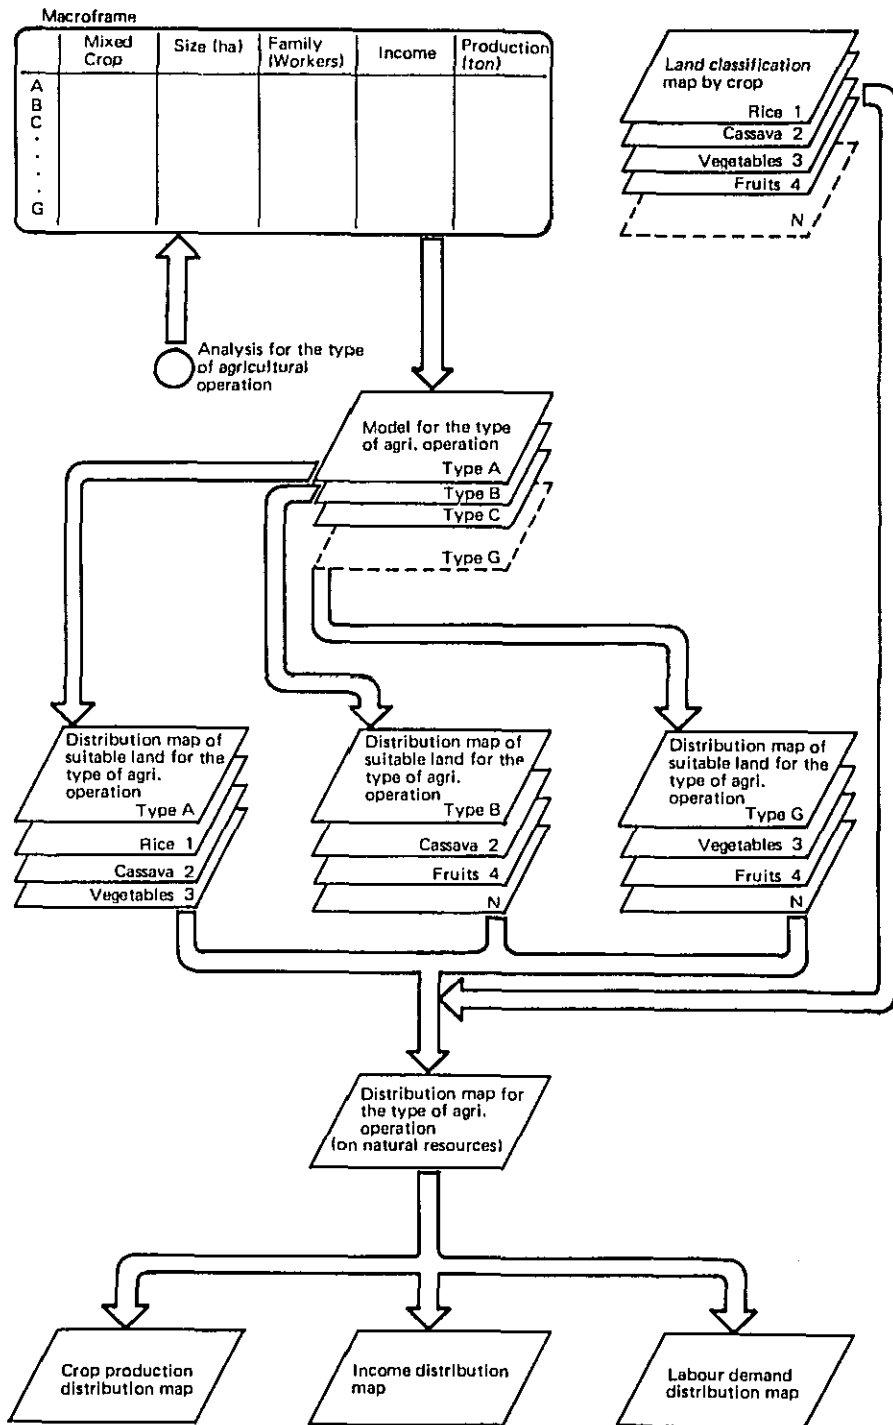 Macroframe
Mixed Crop
Size (ha)
Family (Workers)
Income
Production (ton)
A
B
C
.
.
.
.
G
Land classification
map by crop
Rice 1
Cassava 2
Vegetables 3
Fruits 4
N
Analysis for the type
of agricultural
operation
Model for the type
of agri. operation
Type A
Type B
Type C
Type G
Distribution map of
suitable land for the
type of agri.
operation
Type A
Rice 1
Cassava 2
Vegetables 3
Distribution map of
suitable land for the
type of agri.
operation
Type B
Cassava 2
Fruits 4
N
Distribution map of
suitable land for the
type of agri.
operation
Type G
Vegetables 3
Fruits 4
N
Distribution map for
the type of agri.
operation
(on natural resources)
Crop production
distribution map
Income distribution
map
Labour demand
distribution map